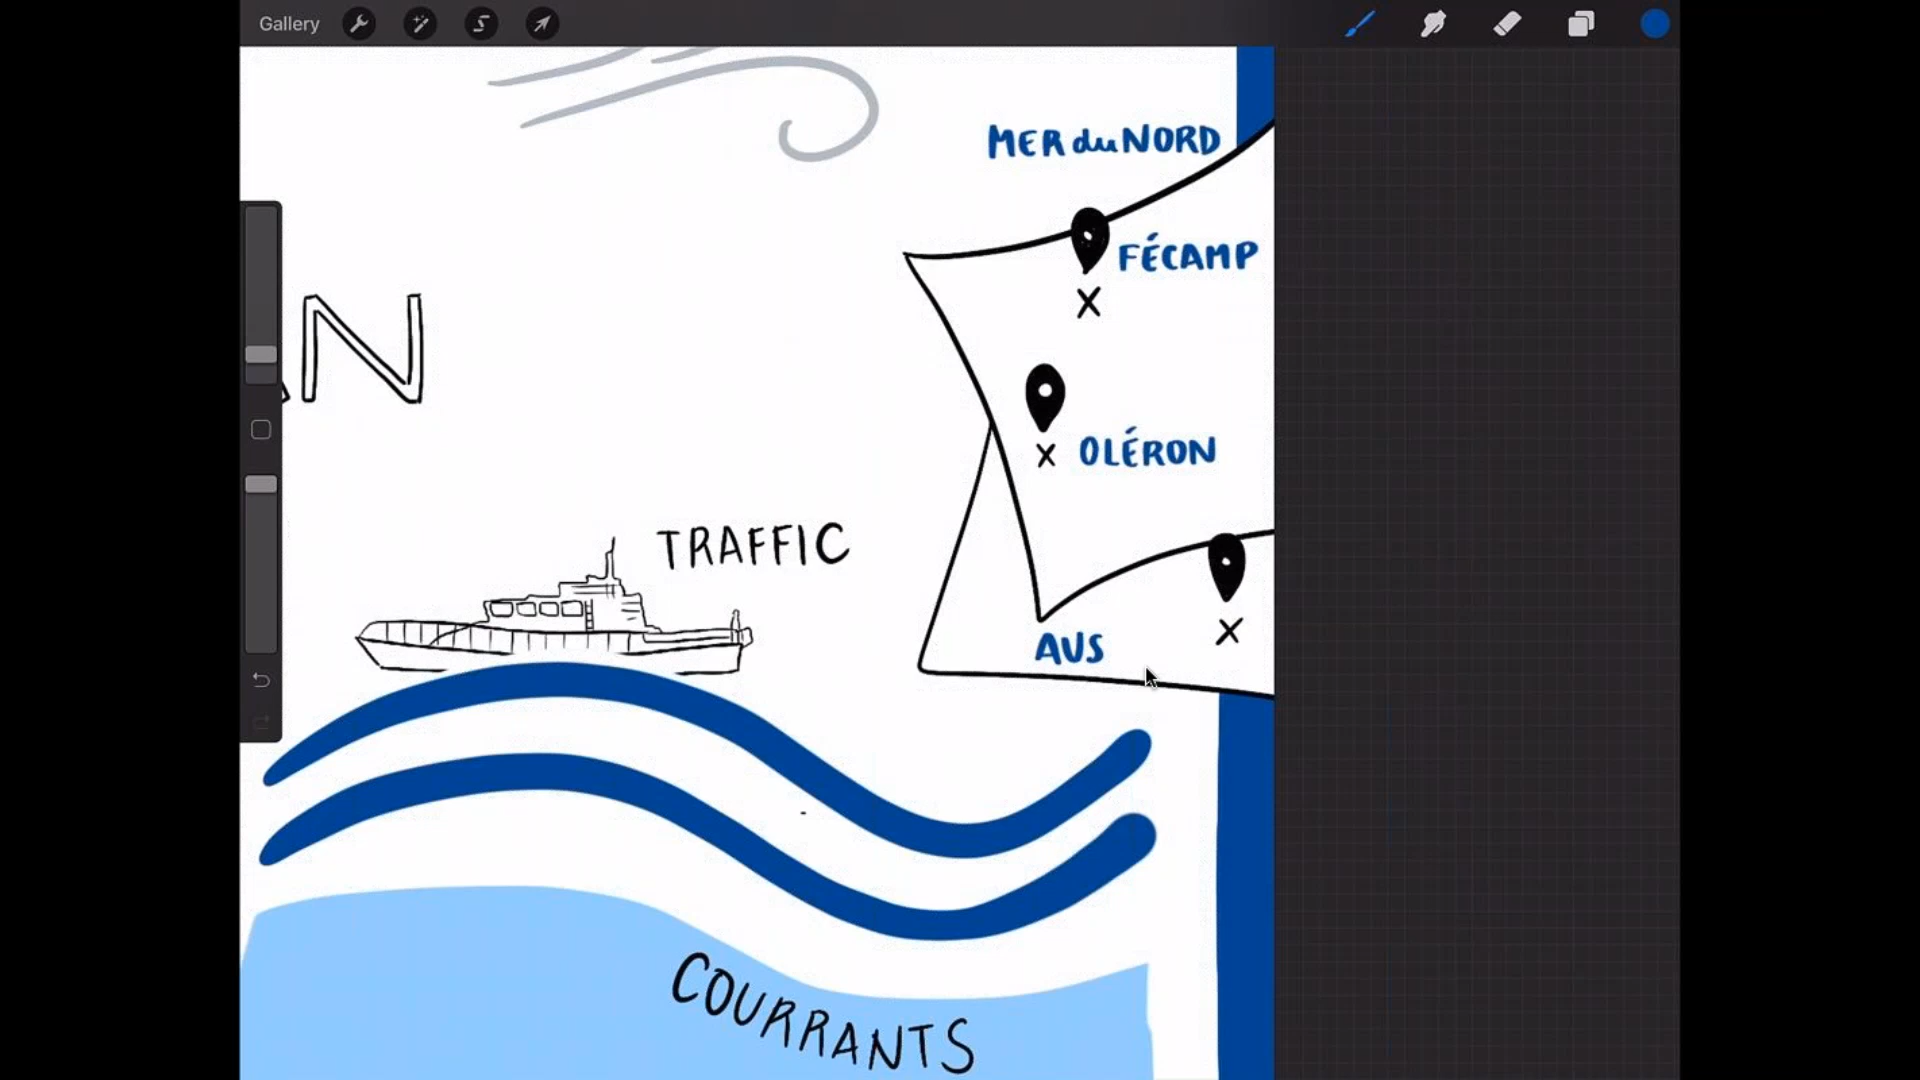 Gallery
MER du NORD
FÉCAMP
X
N
X OLÉRON
TRAFFIC
X
AUS
COURRANTS